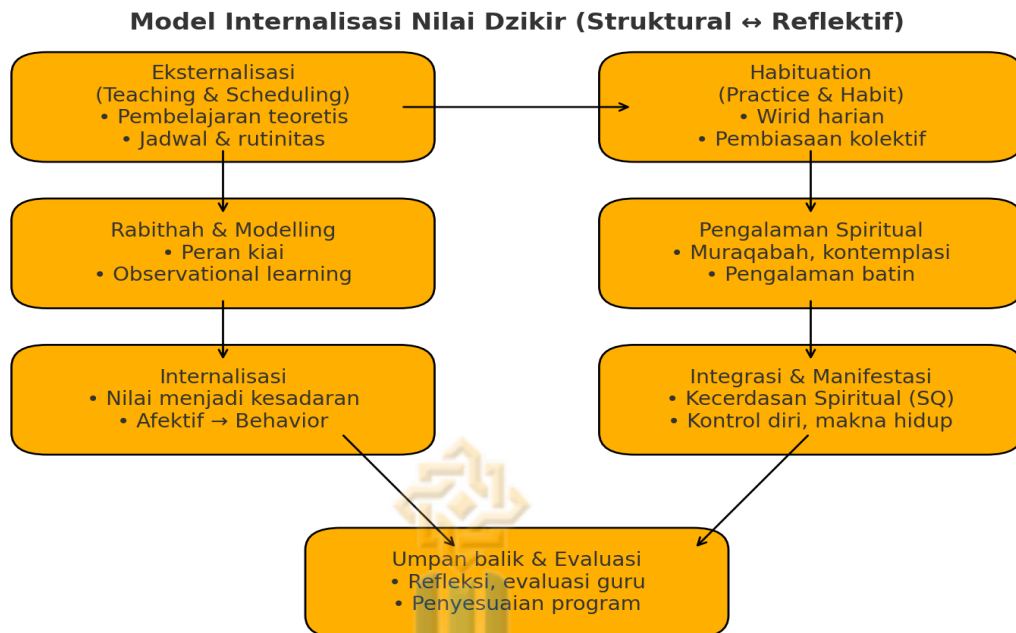 Model Internalisasi Nilai Dzikir (Struktural ↔ Reflektif)
Eksternalisasi
(Teaching & Scheduling)
• Pembelajaran teoretis
• Jadwal & rutinitas
Habituation
(Practice & Habit)
• Wirid harian
• Pembiasaan kolektif
Rabithah & Modelling
• Peran kiai
• Observational learning
Pengalaman Spiritual
• Muraqabah, kontemplasi
• Pengalaman batin
Internalisasi
• Nilai menjadi kesadaran
• Afektif → Behavior
Integrasi & Manifestasi
• Kecerdasan Spiritual (SQ)
• Kontrol diri, makna hidup
Umpan balik & Evaluasi
• Refleksi, evaluasi guru
• Penyesuaian program